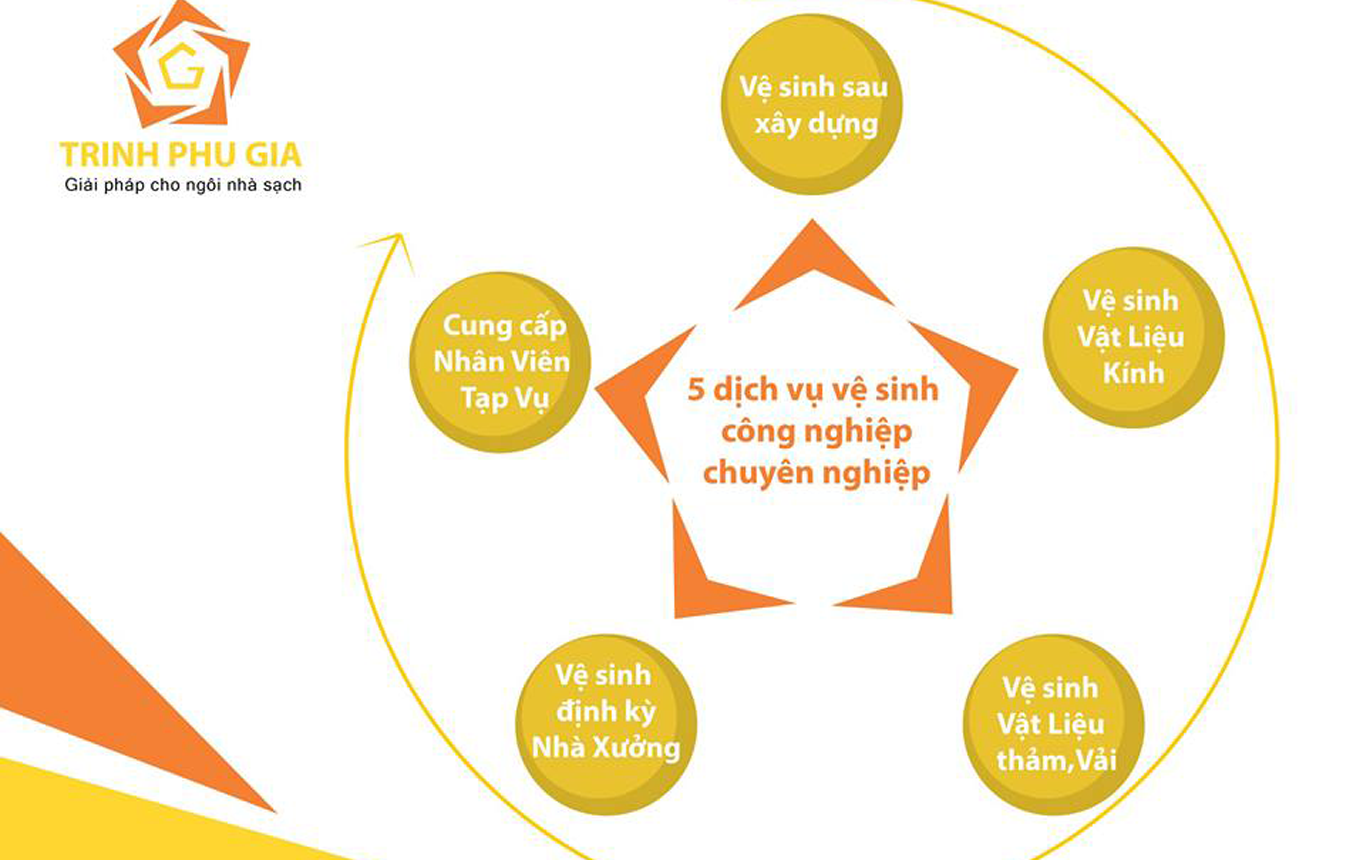 TRINH PHU GIA
Giải pháp cho ngôi nhà sạch
Vệ sinh sau
xây dựng
Vệ sinh
Vật Liệu
Kính
Cung cấp
Nhân Viên
Tạp Vụ
5 dịch vụ vệ sinh
công nghiệp
chuyên nghiệp
Vệ sinh
định kỳ
Nhà Xưởng
Vệ sinh
Vật Liệu
thảm,Vải